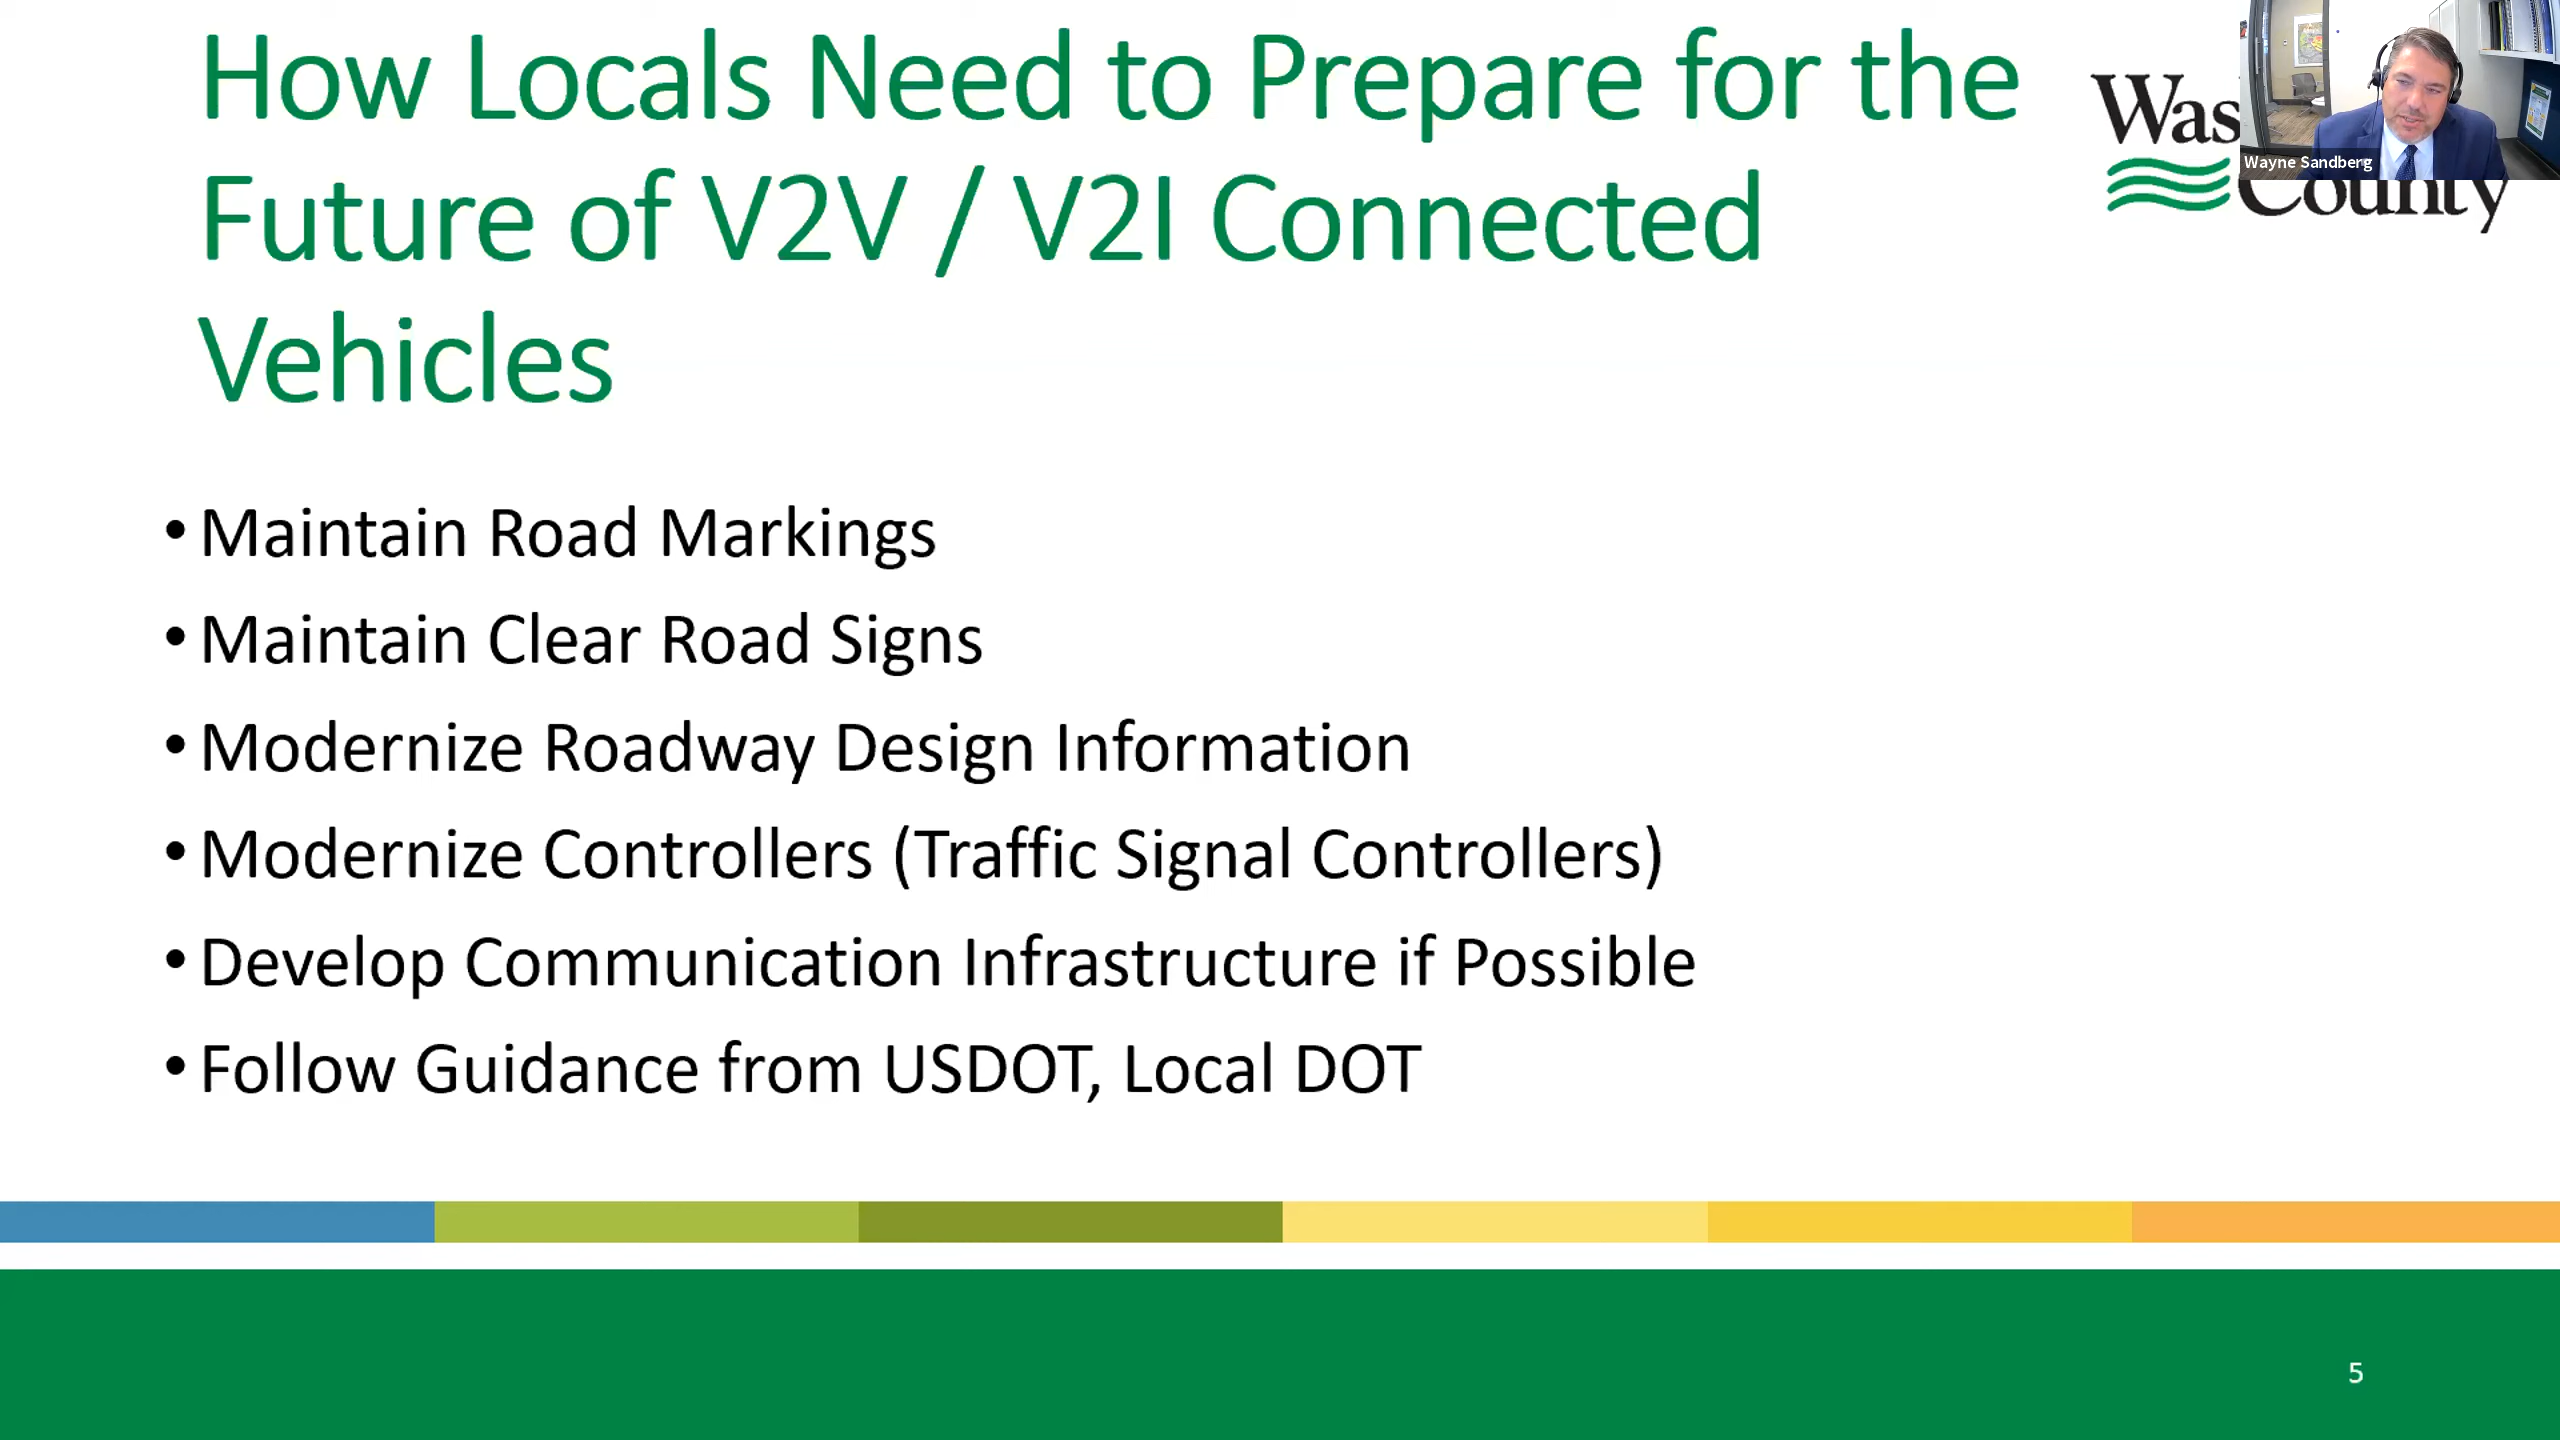 How Locals Need to Prepare for the
Future of V2V / V2I Connected
Vehicles
Was
County
Wayne Sandberg
• Maintain Road Markings
• Maintain Clear Road Signs
• Modernize Roadway Design Information
• Modernize Controllers (Traffic Signal Controllers)
• Develop Communication Infrastructure if Possible
• Follow Guidance from USDOT, Local DOT
5